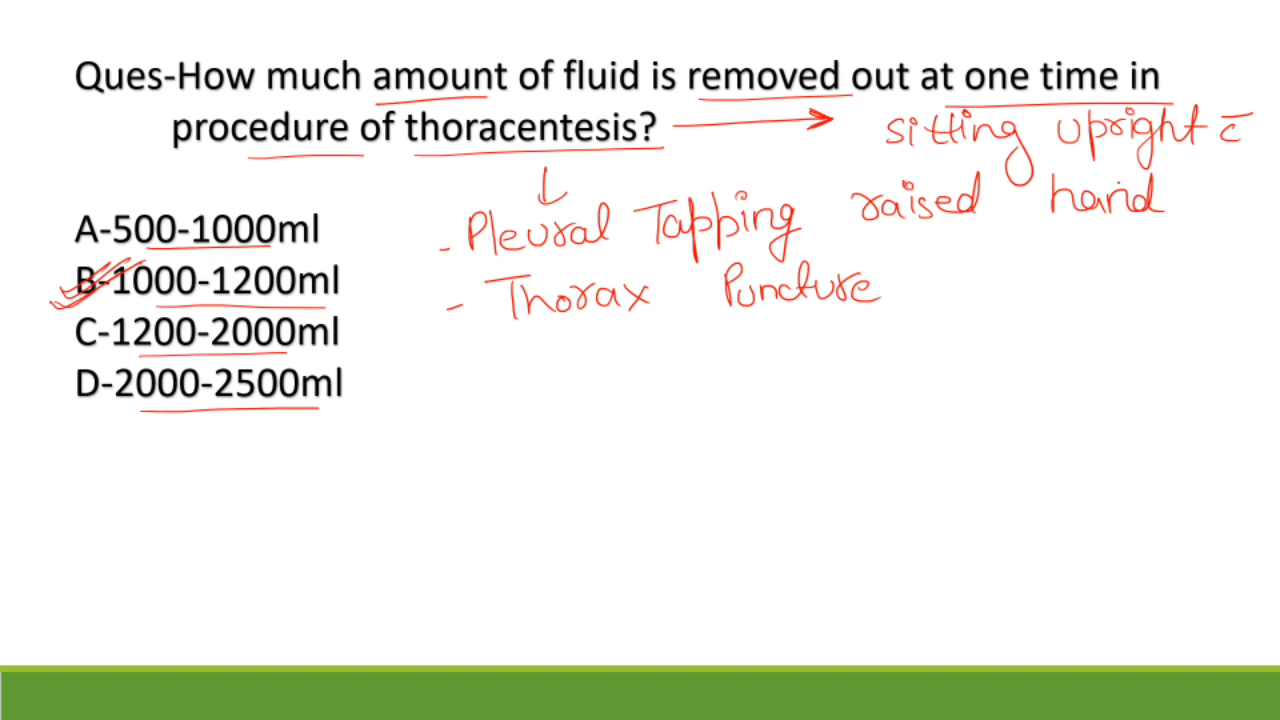 Ques-How much amount of fluid is removed out at one time in
procedure of thoracentesis?
sitting upright c̄
raised hand
- Pleural Tapping
- Thorax Puncture
A-500-1000ml
B-1000-1200ml
C-1200-2000ml
D-2000-2500ml